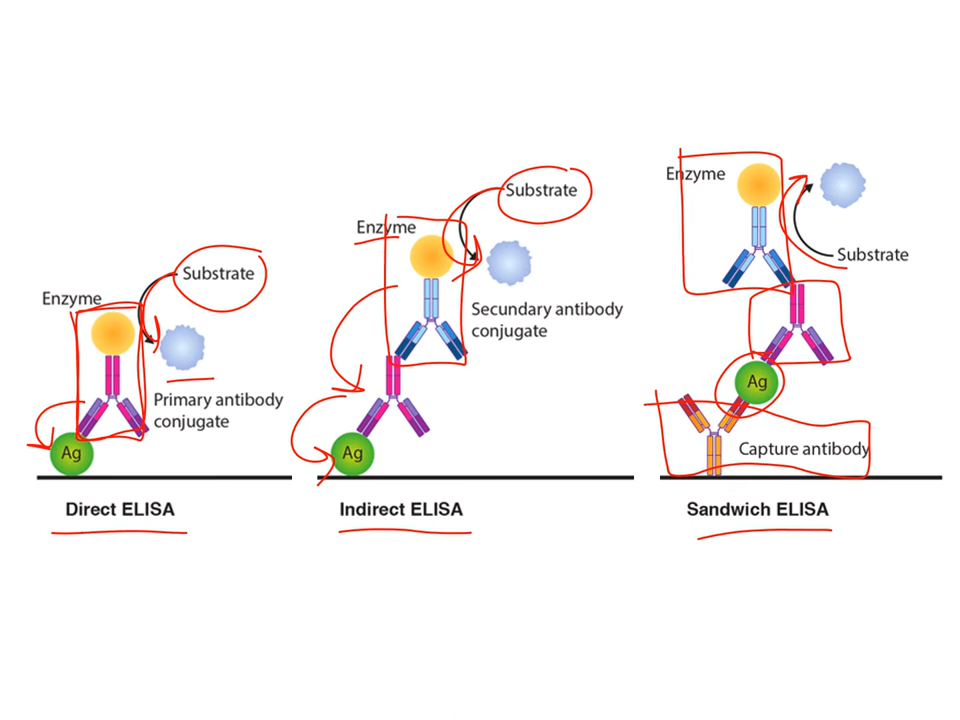 Enzyme
Substrate
Primary antibody
conjugate
Ag
Direct ELISA
Enzyme
Substrate
Secundary antibody
conjugate
Ag
Indirect ELISA
Enzyme
Substrate
Ag
Capture antibody
Sandwich ELISA